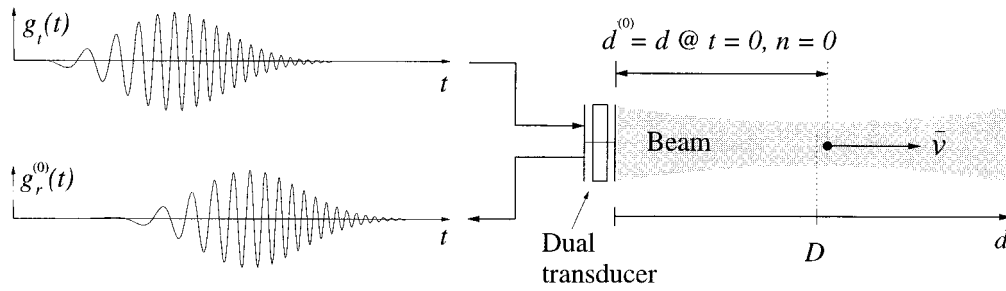 g_t(t)
d^(0) = d @ t = 0, n = 0
t
Beam
v̄
g_r^(0)(t)
t
Dual
transducer
D
d